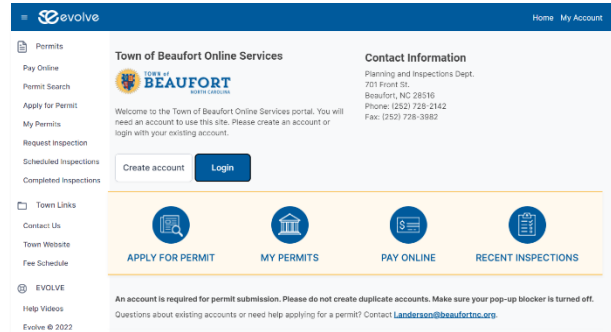 evolve
Home My Account
Permits
Pay Online
Permit Search
Apply for Permit
My Permits
Request Inspection
Scheduled Inspections
Completed Inspections
Town Links
Contact Us
Town Website
Fee Schedule
EVOLVE
Help Videos
Evolve © 2022
Town of Beaufort Online Services
TOWN of
BEAUFORT
NORTH CAROLINA
Welcome to the Town of Beaufort Online Services portal. You will
need an account to use this site. Please create an account or
login with your existing account.
Create account
Login
Contact Information
Planning and Inspections Dept.
701 Front St.
Beaufort, NC 28516
Phone: (252) 728-2142
Fax: (252) 728-3982
APPLY FOR PERMIT
MY PERMITS
PAY ONLINE
RECENT INSPECTIONS
An account is required for permit submission. Please do not create duplicate accounts. Make sure your pop-up blocker is turned off.
Questions about existing accounts or need help applying for a permit? Contact l.anderson@beaufortnc.org.